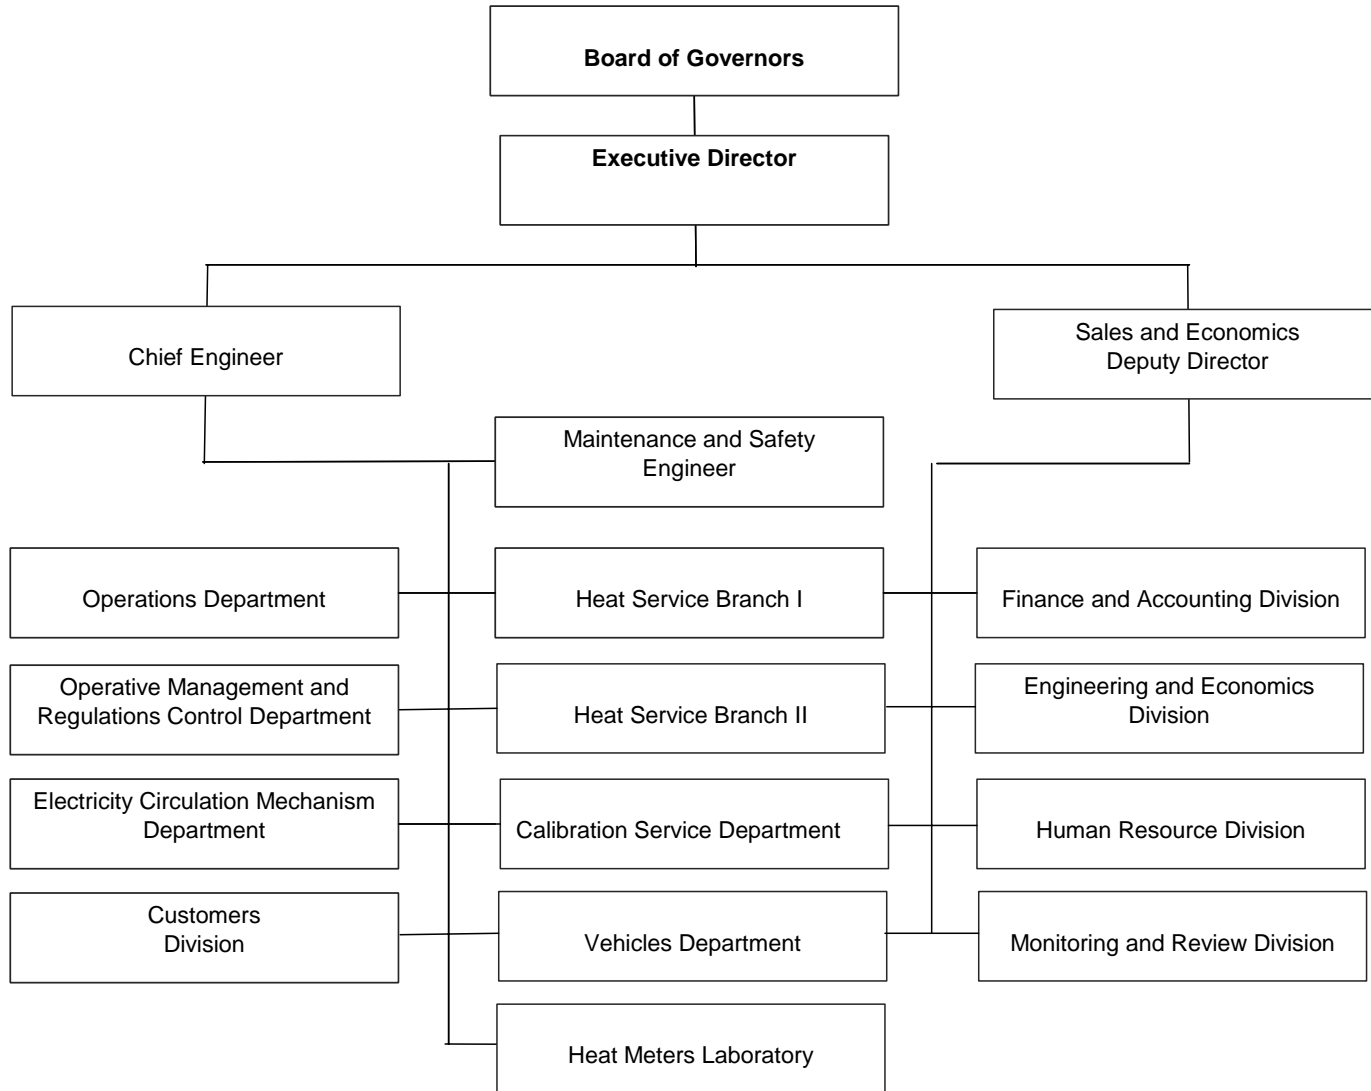 Board of Governors
Executive Director
Chief Engineer
Sales and Economics
Deputy Director
Maintenance and Safety
Engineer
Operations Department
Heat Service Branch I
Finance and Accounting Division
Operative Management and
Regulations Control Department
Heat Service Branch II
Engineering and Economics
Division
Electricity Circulation Mechanism
Department
Calibration Service Department
Human Resource Division
Customers
Division
Vehicles Department
Monitoring and Review Division
Heat Meters Laboratory